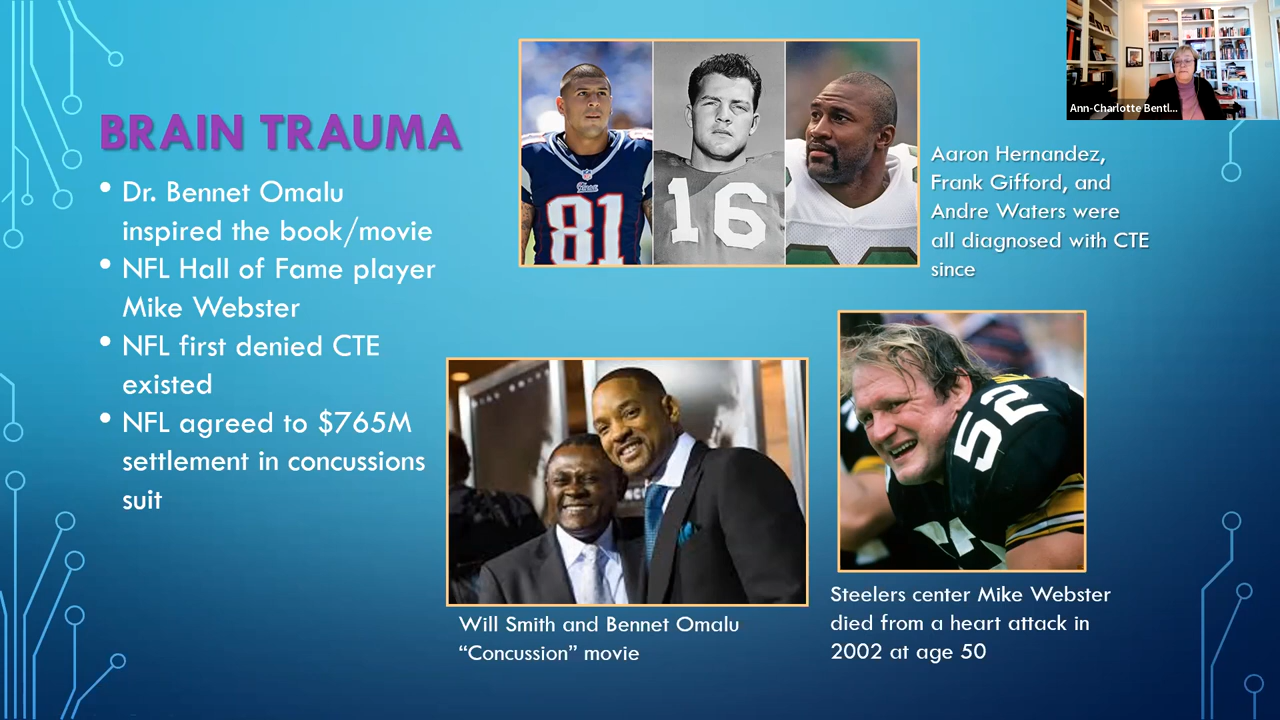 BRAIN TRAUMA
• Dr. Bennet Omalu
inspired the book/movie
• NFL Hall of Fame player
Mike Webster
• NFL first denied CTE
existed
• NFL agreed to $765M
settlement in concussions
suit
81
16
Aaron Hernandez,
Frank Gifford, and
Andre Waters were
all diagnosed with CTE
since
Will Smith and Bennet Omalu
“Concussion” movie
52
Steelers center Mike Webster
died from a heart attack in
2002 at age 50
Ann-Charlotte Bentl...